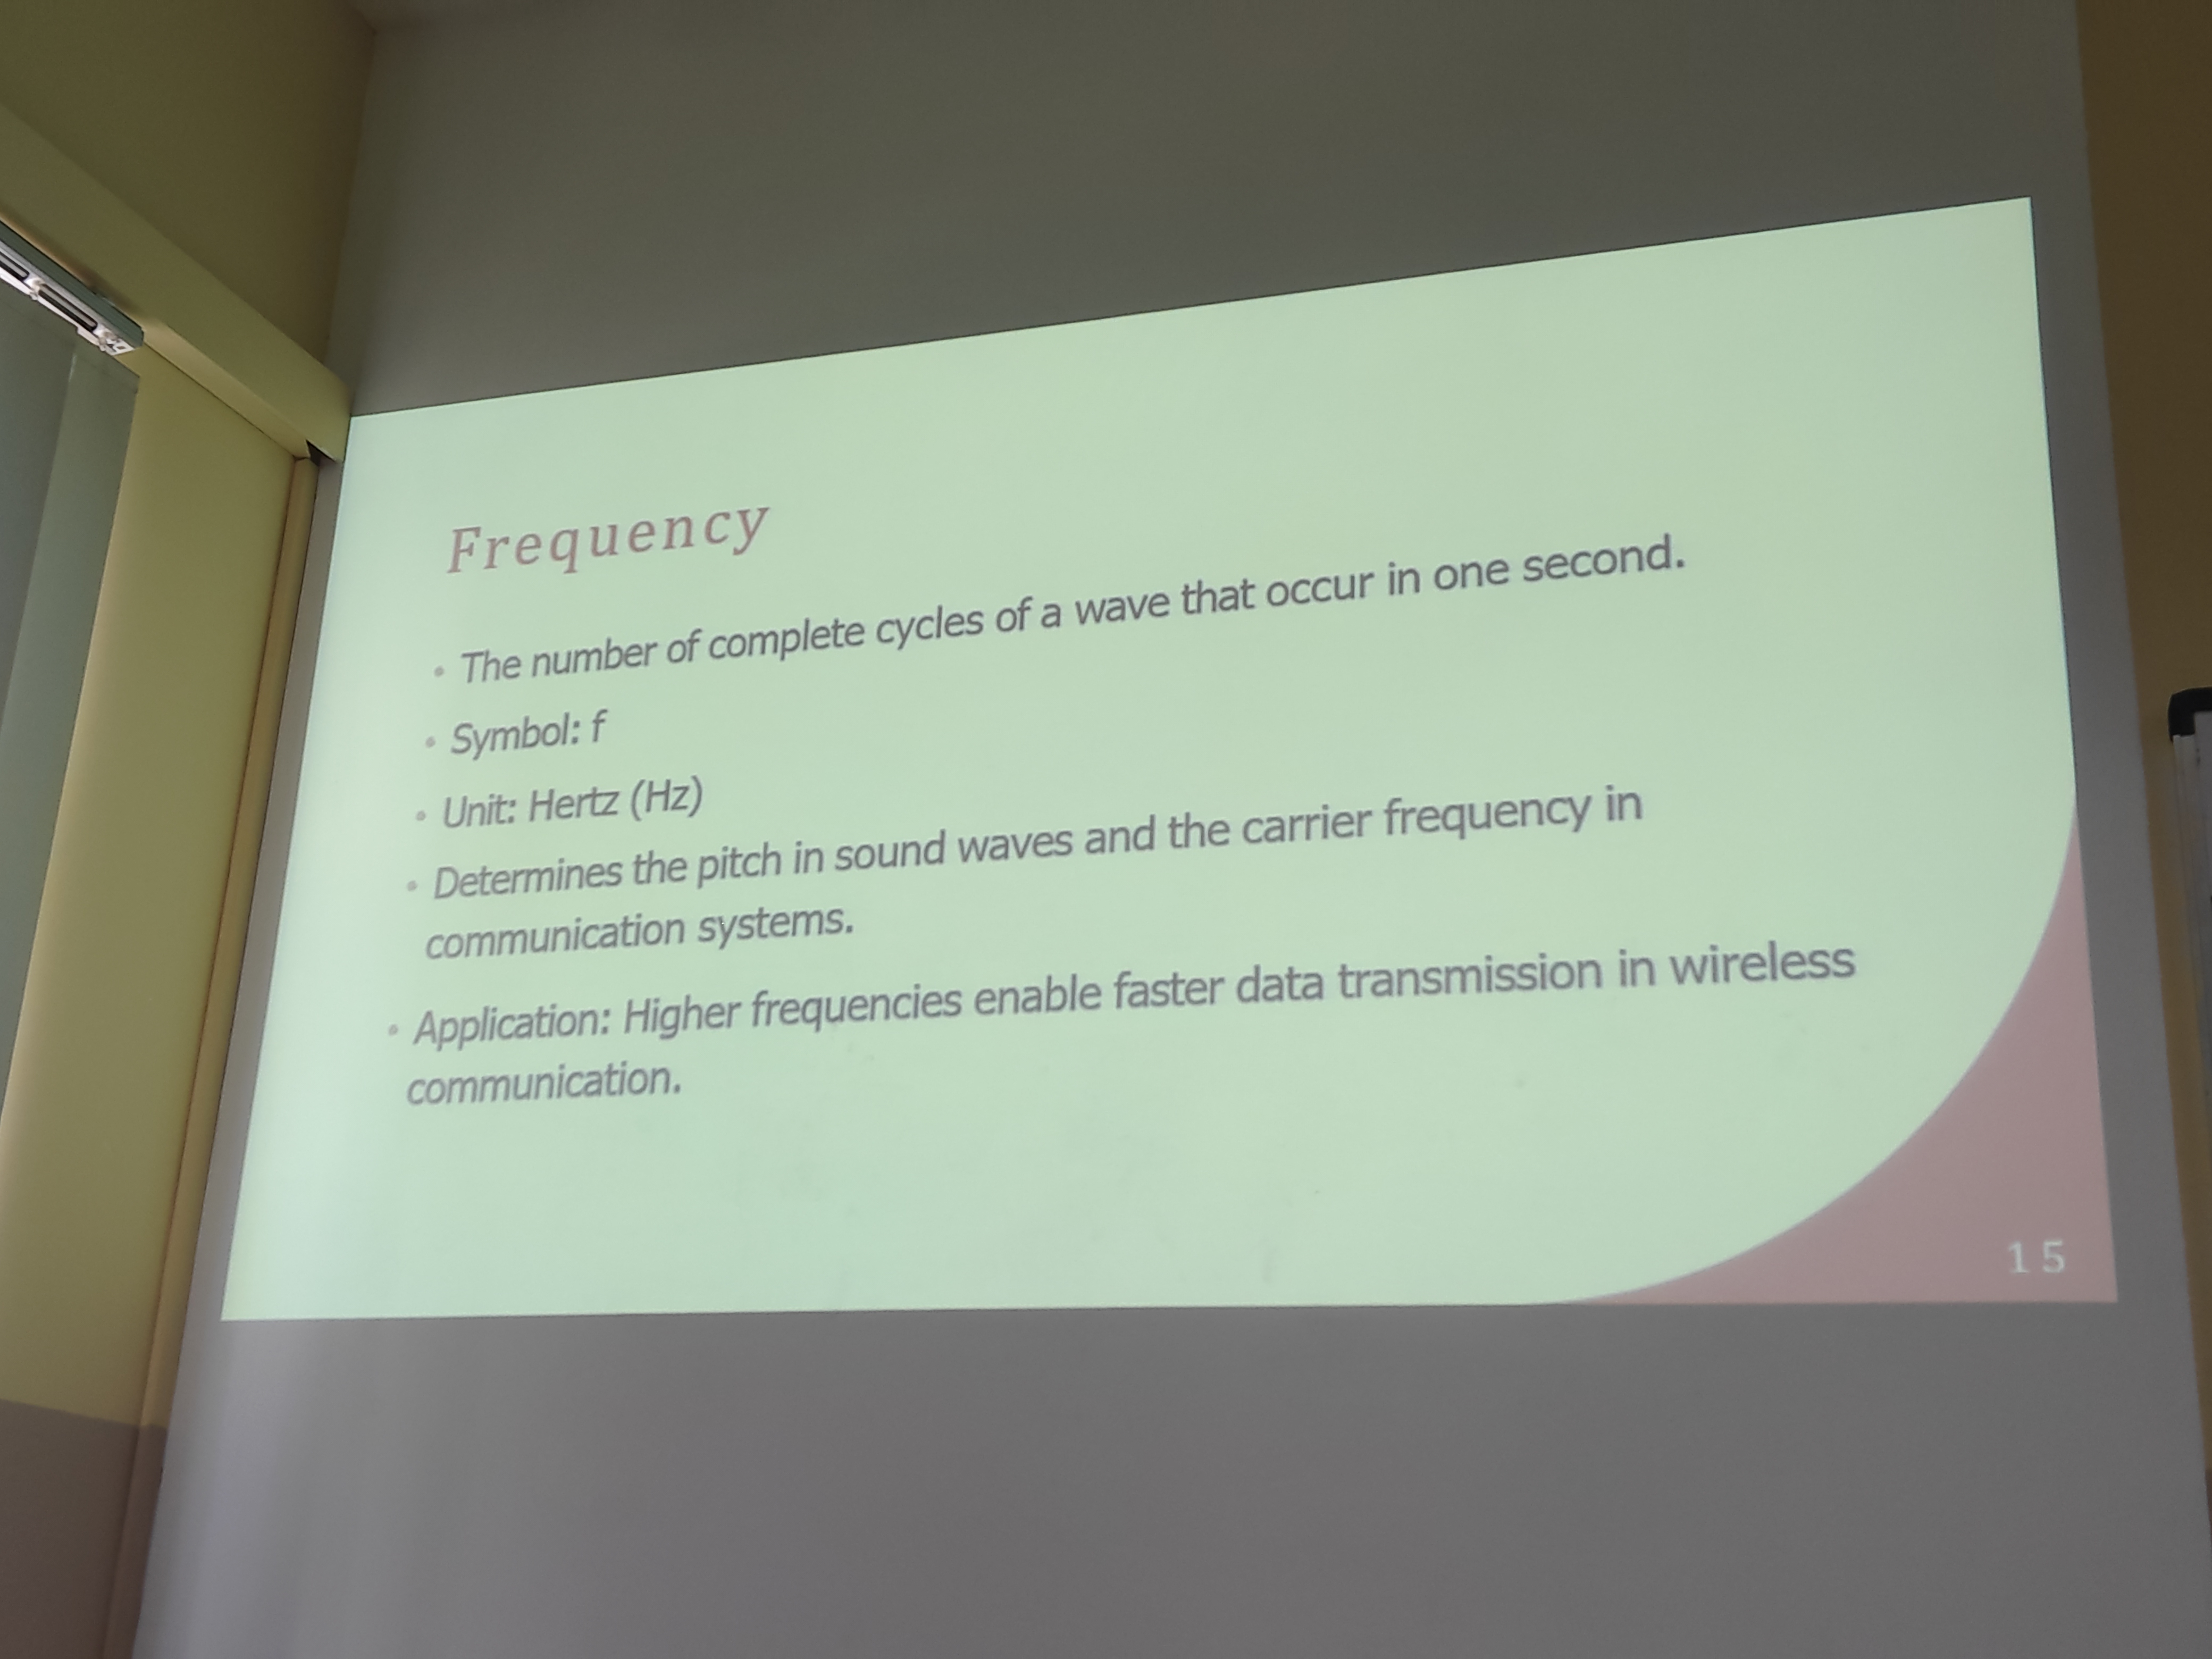 Frequency
• The number of complete cycles of a wave that occur in one second.
• Symbol: f
• Unit: Hertz (Hz)
• Determines the pitch in sound waves and the carrier frequency in
communication systems.
• Application: Higher frequencies enable faster data transmission in wireless
communication.
15